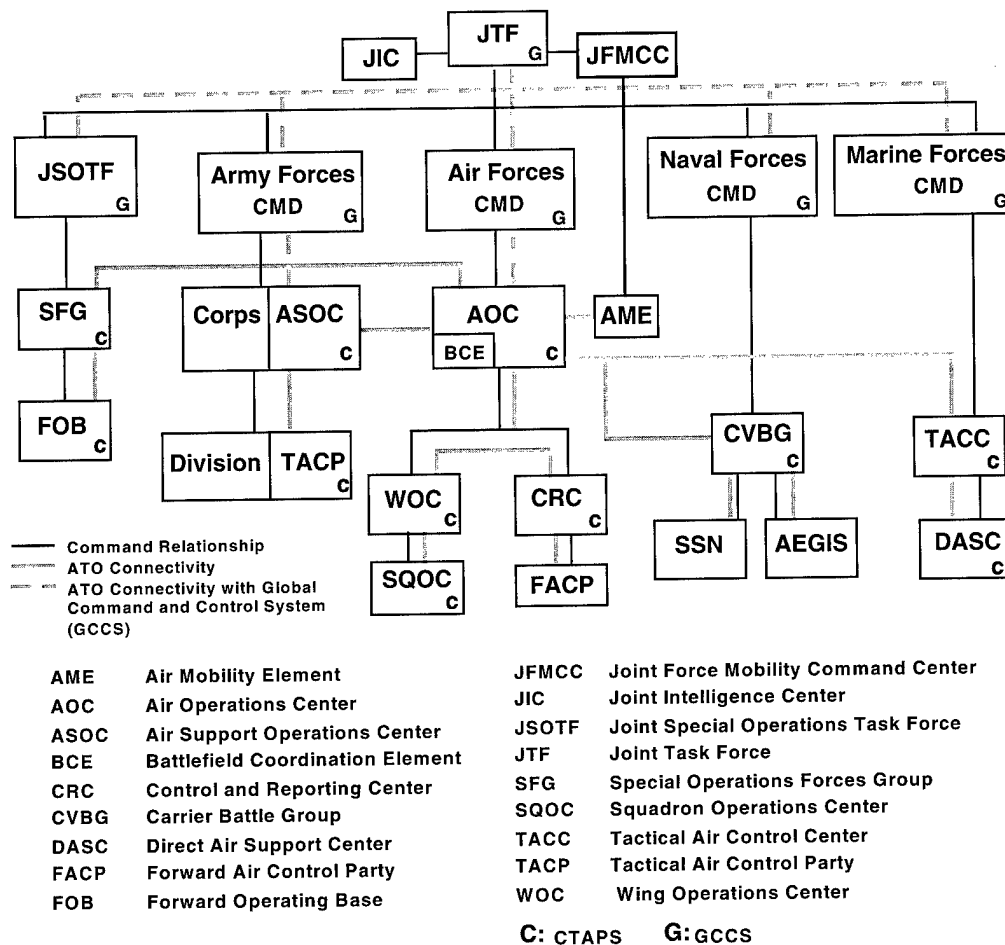 JTF
G
JIC
JFMCC
JSOTF
G
Army Forces
CMD
G
Air Forces
CMD
G
Naval Forces
CMD
G
Marine Forces
CMD
G
SFG
C
Corps
ASOC
C
AOC
BCE
C
AME
FOB
C
Division
TACP
C
WOC
C
CRC
C
CVBG
C
TACC
C
SQOC
C
FACP
SSN
AEGIS
DASC
C
Command Relationship
ATO Connectivity
ATO Connectivity with Global
Command and Control System
(GCCS)
AME Air Mobility Element
AOC Air Operations Center
ASOC Air Support Operations Center
BCE Battlefield Coordination Element
CRC Control and Reporting Center
CVBG Carrier Battle Group
DASC Direct Air Support Center
FACP Forward Air Control Party
FOB Forward Operating Base
JFMCC Joint Force Mobility Command Center
JIC Joint Intelligence Center
JSOTF Joint Special Operations Task Force
JTF Joint Task Force
SFG Special Operations Forces Group
SQOC Squadron Operations Center
TACC Tactical Air Control Center
TACP Tactical Air Control Party
WOC Wing Operations Center
C: CTAPS G: GCCS